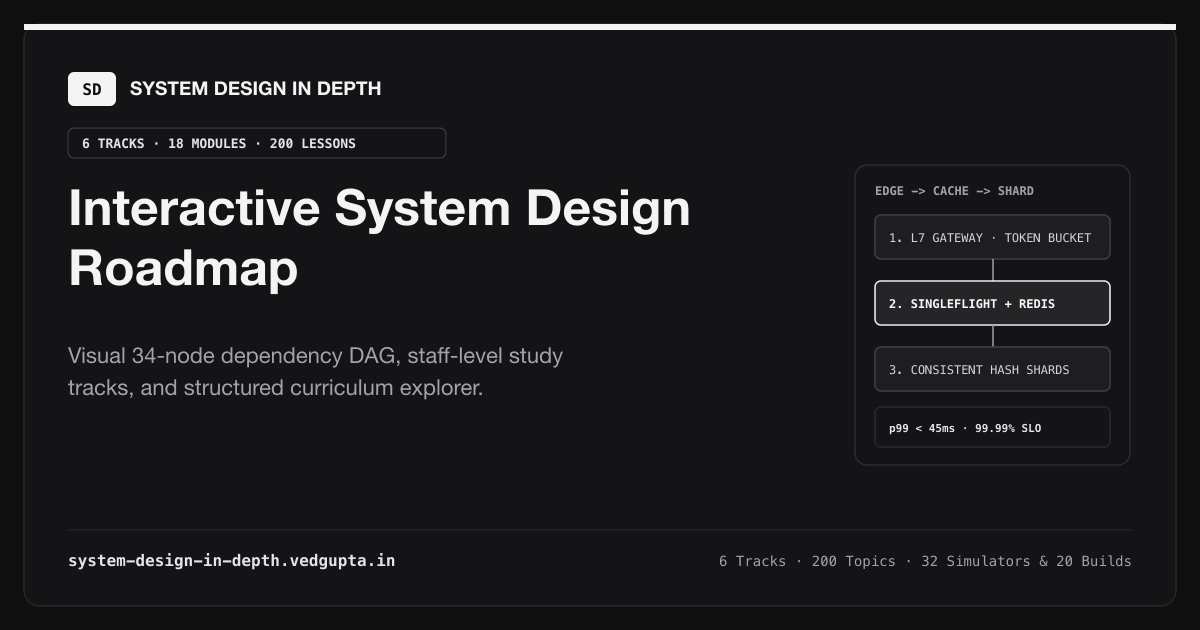 SD
SYSTEM DESIGN IN DEPTH
6 TRACKS · 18 MODULES · 200 LESSONS
Interactive System Design
Roadmap
Visual 34-node dependency DAG, staff-level study
tracks, and structured curriculum explorer.
EDGE –> CACHE –> SHARD
1. L7 GATEWAY · TOKEN BUCKET
2. SINGLEFLIGHT + REDIS
3. CONSISTENT HASH SHARDS
p99 < 45ms · 99.99% SLO
system-design-in-depth.vedgupta.in
6 Tracks · 200 Topics · 32 Simulators & 20 Builds